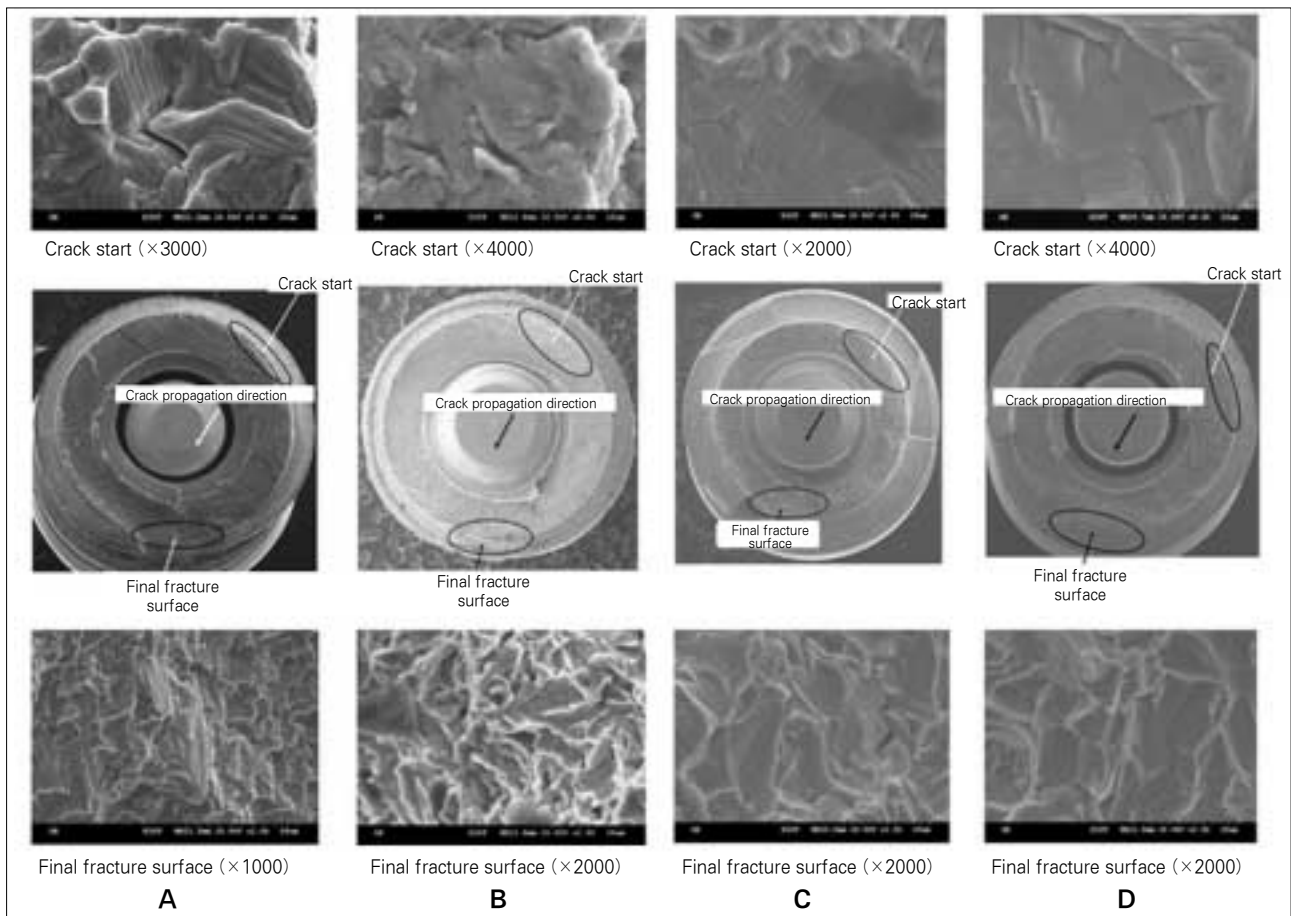 Crack start (×3000)
Crack start (×4000)
Crack start (×2000)
Crack start (×4000)
Crack start
Crack propagation direction
Final fracture
surface
Crack start
Crack propagation direction
Final fracture
surface
Crack start
Crack propagation direction
Final fracture
surface
Crack start
Crack propagation direction
Final fracture
surface
Final fracture surface (×1000)
Final fracture surface (×2000)
Final fracture surface (×2000)
Final fracture surface (×2000)
A
B
C
D